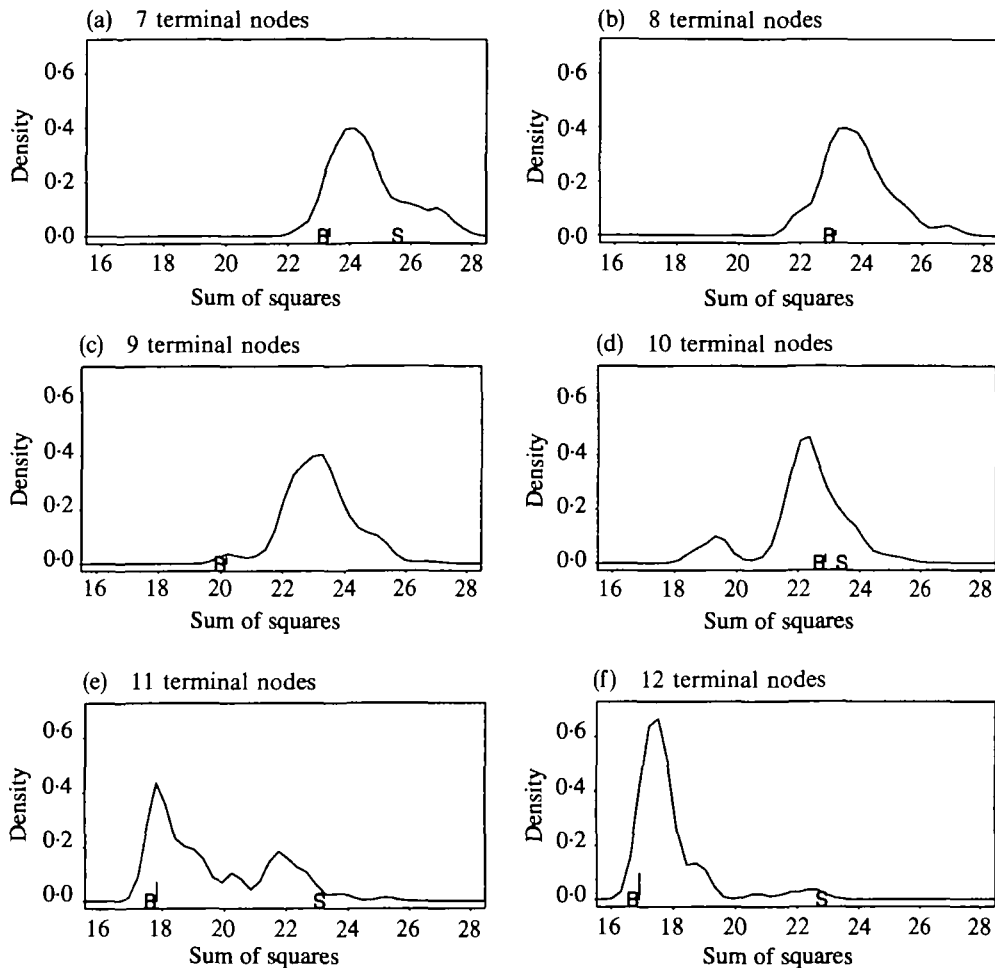 (a) 7 terminal nodes
0·6
0·4
0·2
0·0
Density
B
S
16 18 20 22 24 26 28
Sum of squares
(b) 8 terminal nodes
0·6
0·4
0·2
0·0
Density
B
16 18 20 22 24 26 28
Sum of squares
(c) 9 terminal nodes
0·6
0·4
0·2
0·0
Density
B
16 18 20 22 24 26 28
Sum of squares
(d) 10 terminal nodes
0·6
0·4
0·2
0·0
Density
B S
16 18 20 22 24 26 28
Sum of squares
(e) 11 terminal nodes
0·6
0·4
0·2
0·0
Density
B S
16 18 20 22 24 26 28
Sum of squares
(f) 12 terminal nodes
0·6
0·4
0·2
0·0
Density
B S
16 18 20 22 24 26 28
Sum of squares